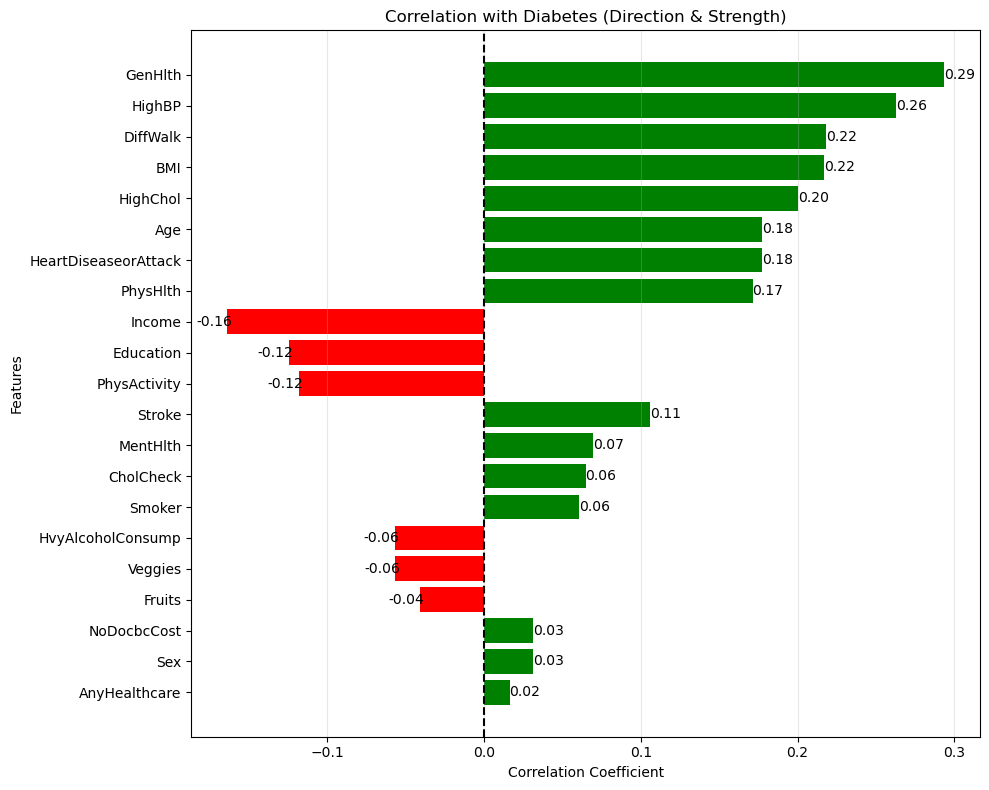 Correlation with Diabetes (Direction & Strength)
GenHlth 0.29
HighBP 0.26
DiffWalk 0.22
BMI 0.22
HighChol 0.20
Age 0.18
HeartDiseaseorAttack 0.18
PhysHlth 0.17
Income -0.16
Education -0.12
PhysActivity -0.12
Stroke 0.11
MentHlth 0.07
CholCheck 0.06
Smoker 0.06
HvyAlcoholConsump -0.06
Veggies -0.06
Fruits -0.04
NoDocbcCost 0.03
Sex 0.03
AnyHealthcare 0.02
Features
−0.1 0.0 0.1 0.2 0.3
Correlation Coefficient